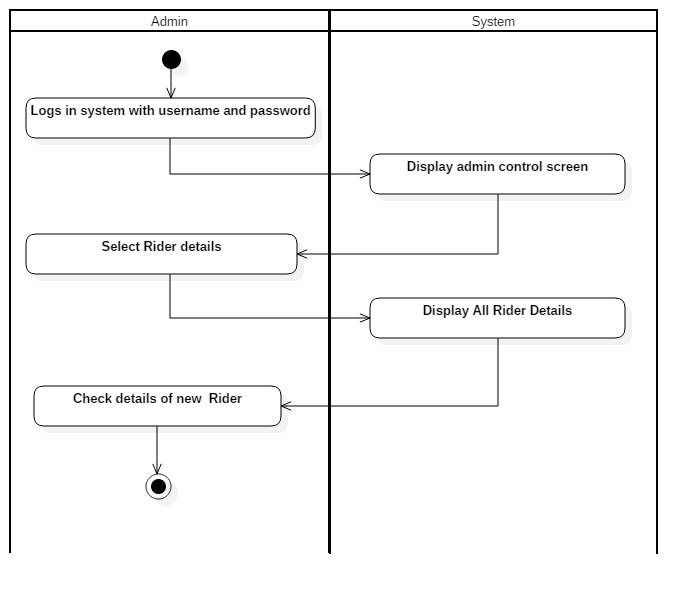 Admin
System
Logs in system with username and password
Display admin control screen
Select Rider details
Display All Rider Details
Check details of new  Rider